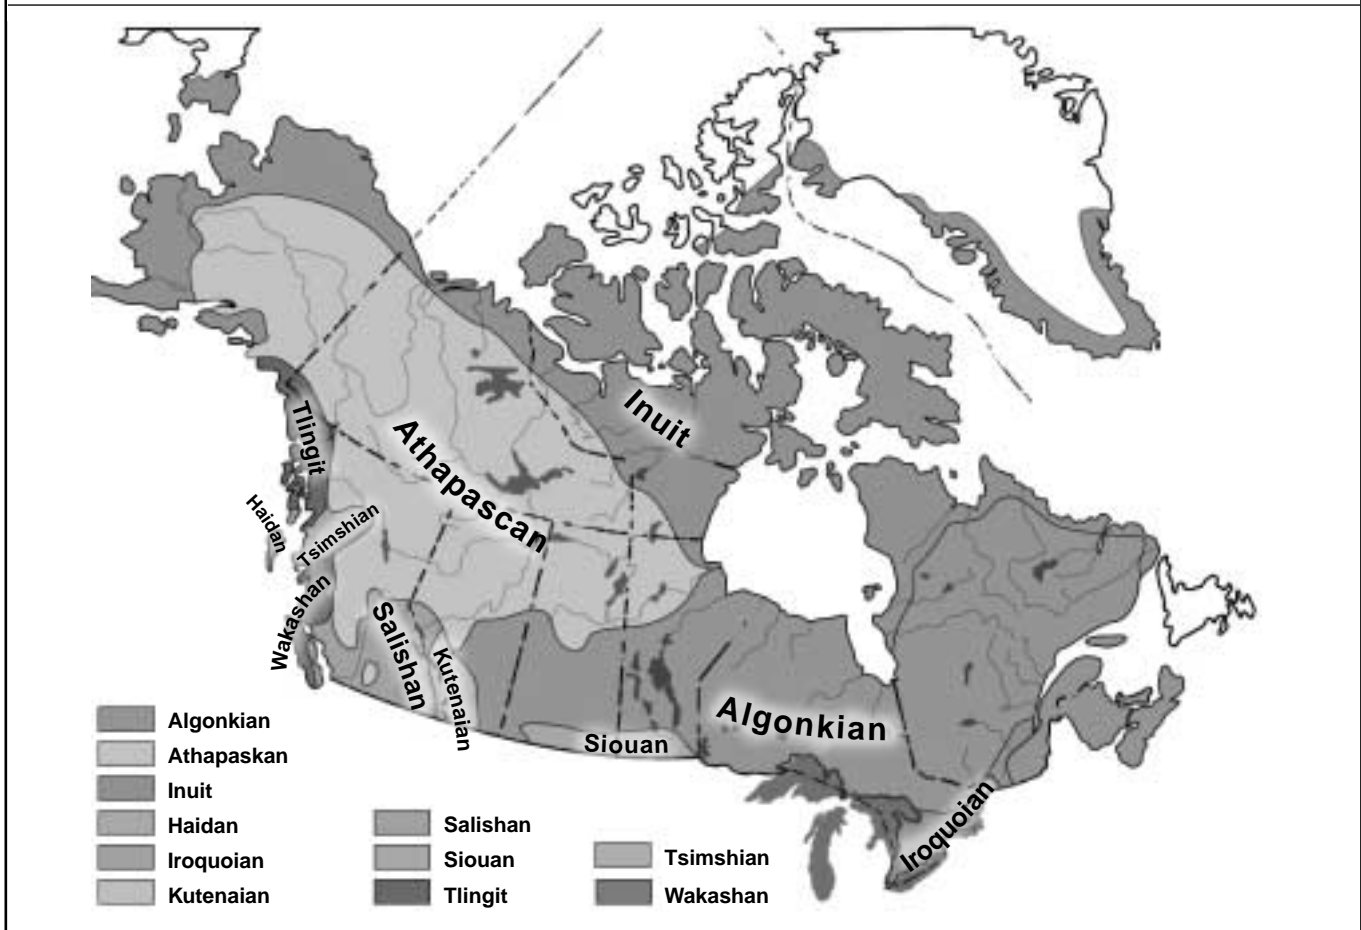 Inuit
Tlingit
Athapascan
Haidan
Tsimshian
Wakashan
Salishan
Kutenaian
Algonkian
Siouan
Iroquoian
Algonkian
Athapaskan
Inuit
Haidan
Iroquoian
Kutenaian
Salishan
Siouan
Tlingit
Tsimshian
Wakashan